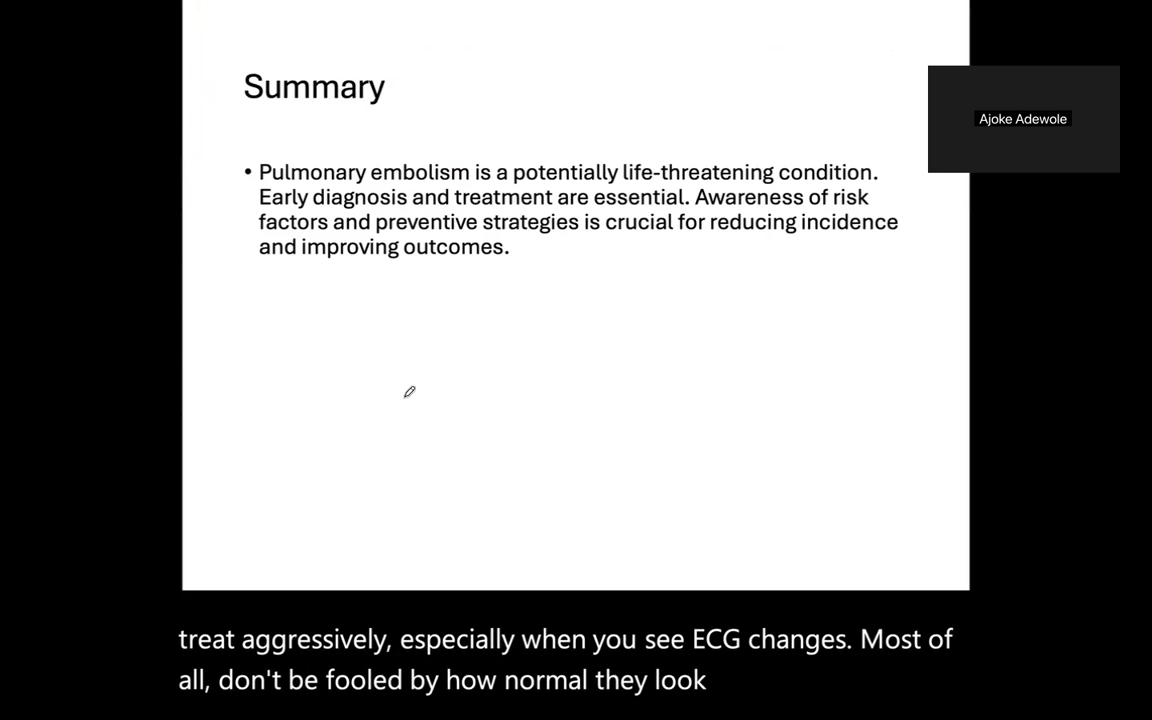 Summary
Ajoke Adewole
• Pulmonary embolism is a potentially life-threatening condition.
Early diagnosis and treatment are essential. Awareness of risk
factors and preventive strategies is crucial for reducing incidence
and improving outcomes.
treat aggressively, especially when you see ECG changes. Most of
all, don't be fooled by how normal they look